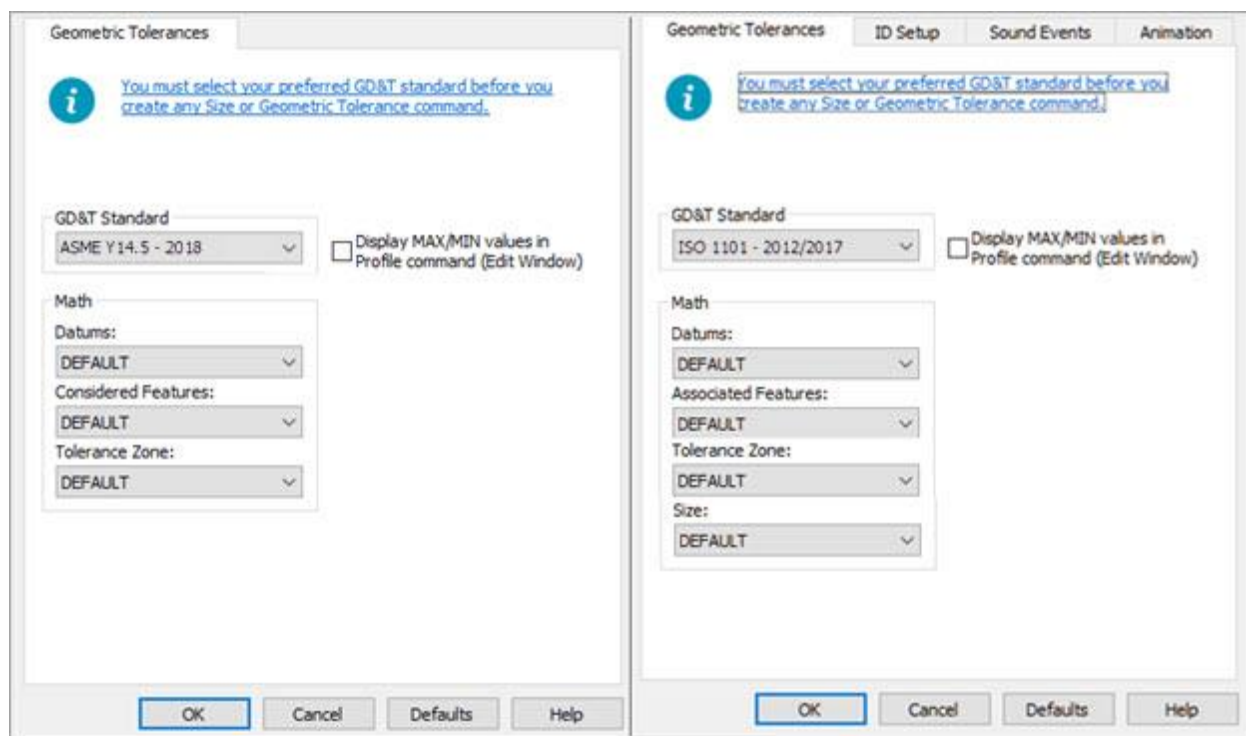 Geometric Tolerances
You must select your preferred GD&T standard before you
create any Size or Geometric Tolerance command.
GD&T Standard
ASME Y14.5 - 2018
Display MAX/MIN values in
Profile command (Edit Window)
Math
Datums:
DEFAULT
Considered Features:
DEFAULT
Tolerance Zone:
DEFAULT
OK Cancel Defaults Help
Geometric Tolerances ID Setup Sound Events Animation
You must select your preferred GD&T standard before you
create any Size or Geometric Tolerance command.
GD&T Standard
ISO 1101 - 2012/2017
Display MAX/MIN values in
Profile command (Edit Window)
Math
Datums:
DEFAULT
Associated Features:
DEFAULT
Tolerance Zone:
DEFAULT
Size:
DEFAULT
OK Cancel Defaults Help